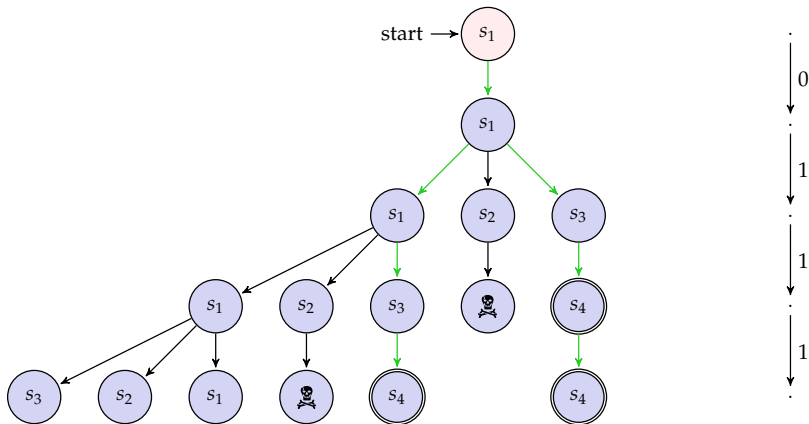 start s₁ .
0
s₁ .
1
s₁ s₂ s₃ .
1
s₁ s₂ s₃ s₄ .
1
s₃ s₂ s₁ s₄ s₄ .